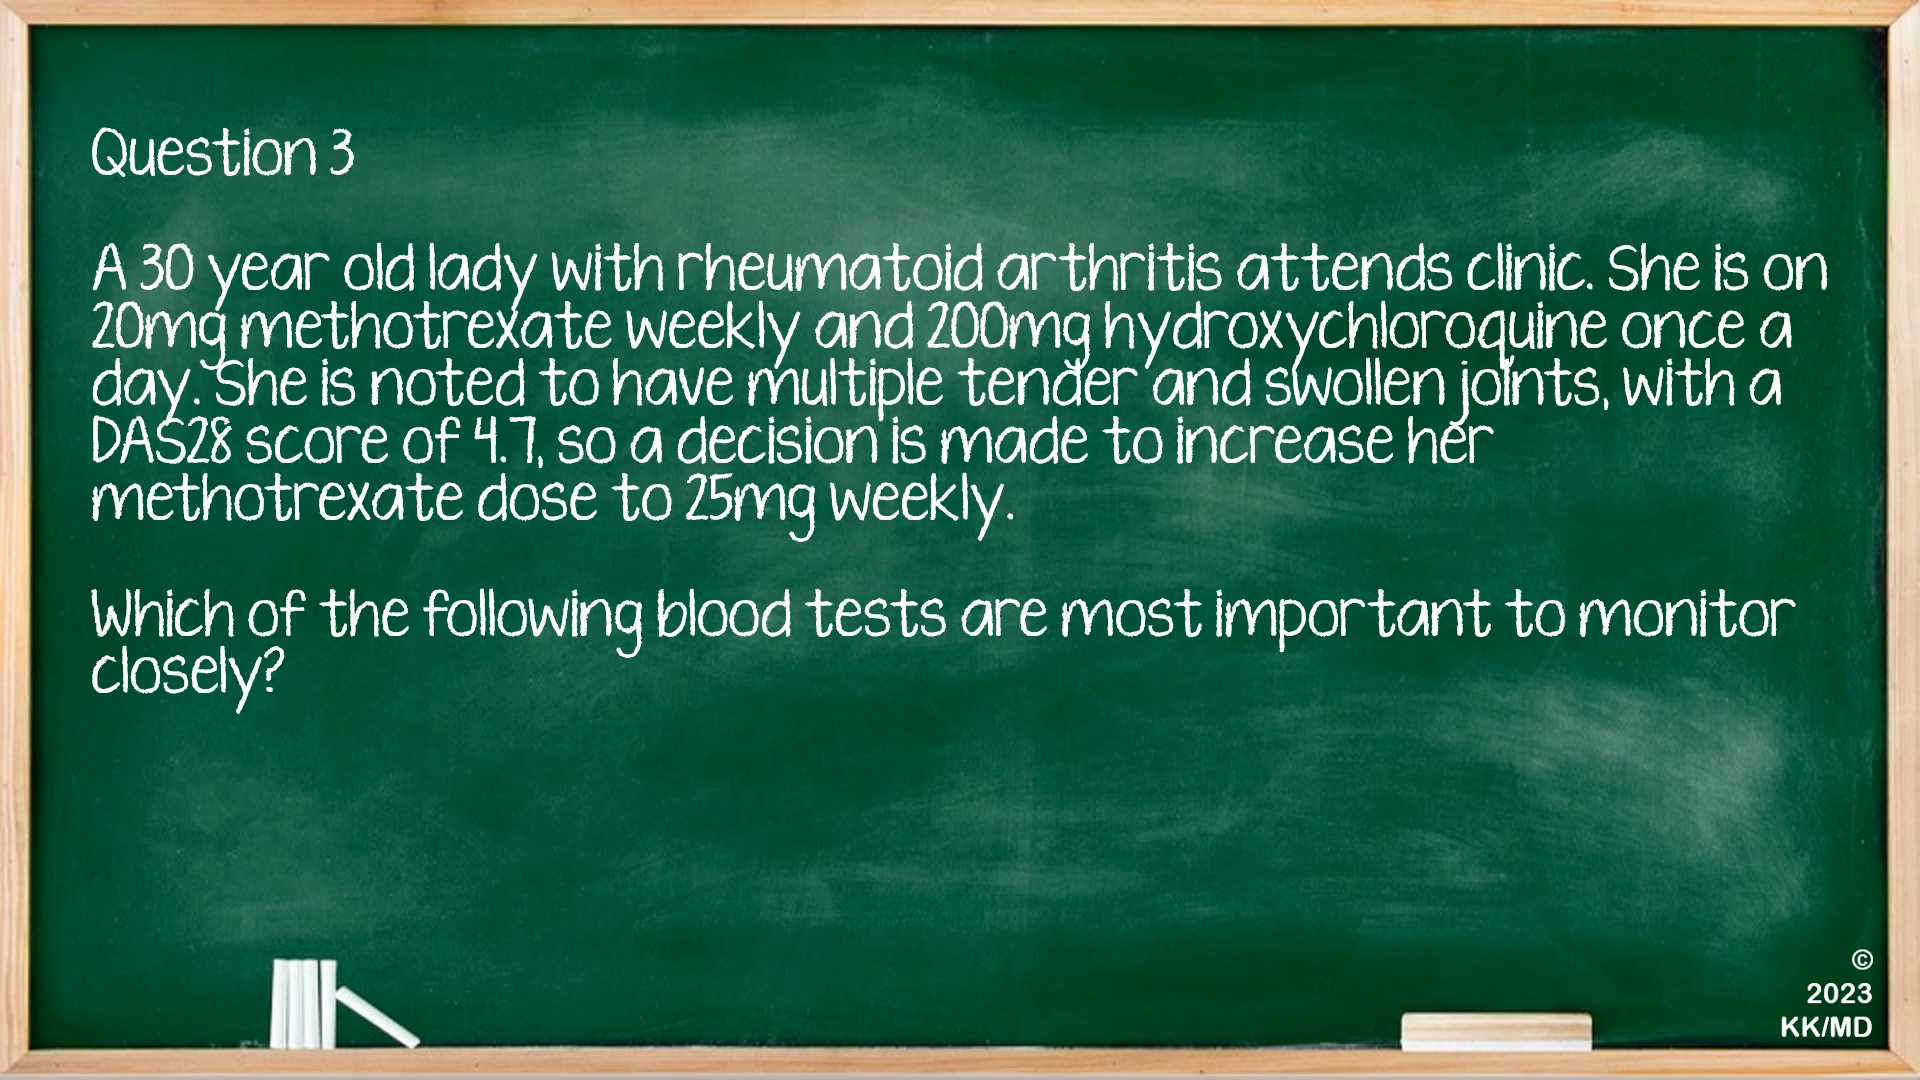 Question 3
A 30 year old lady with rheumatoid arthritis attends clinic. She is on
20mg methotrexate weekly and 200mg hydroxychloroquine once a
day. She is noted to have multiple tender and swollen joints, with a
DAS28 score of 4.7, so a decision is made to increase her
methotrexate dose to 25mg weekly.
Which of the following blood tests are most important to monitor
closely?
©
2023
KK/MD